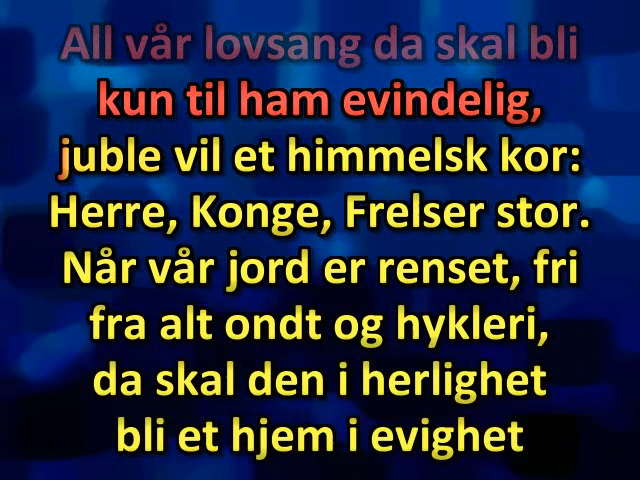 All vår lovsang da skal bli
kun til ham evindelig,
juble vil et himmelsk kor:
Herre, Konge, Frelser stor.
Når vår jord er renset, fri
fra alt ondt og hykleri,
da skal den i herlighet
bli et hjem i evighet